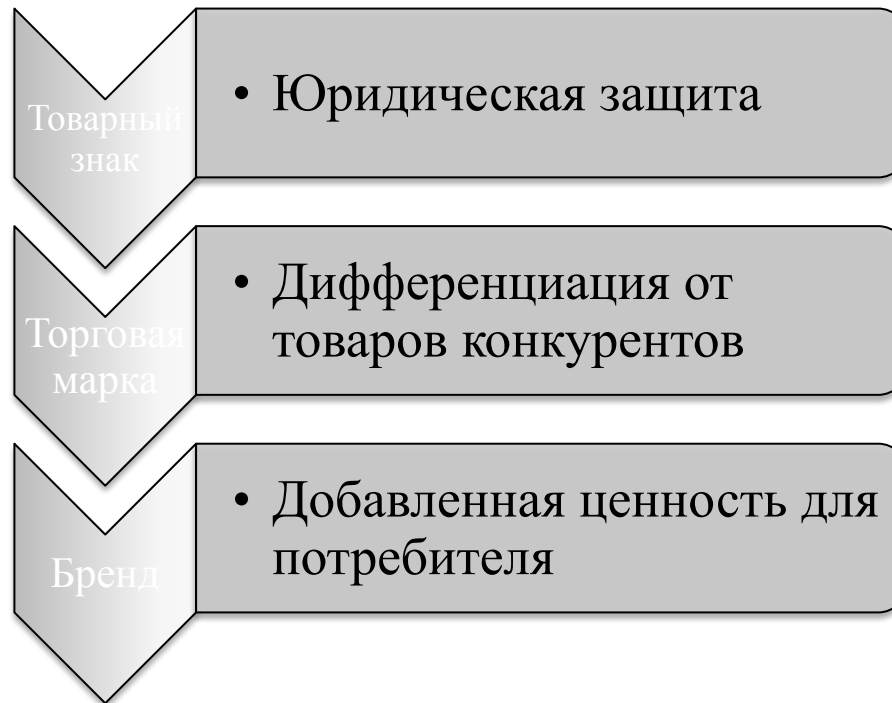 Товарный
знак
• Юридическая защита
Торговая
марка
• Дифференциация от
товаров конкурентов
Бренд
• Добавленная ценность для
потребителя